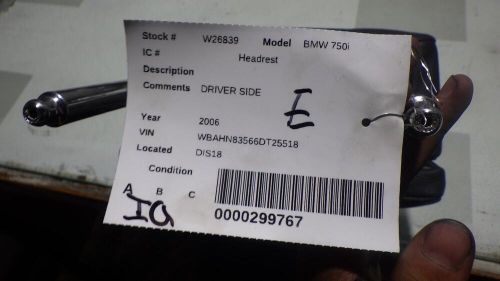 Stock # W26839 Model BMW 750i
IC # Headrest
Description
Comments DRIVER SIDE
E
Year 2006
VIN WBAHN83566DT25518
Located DIS18
Condition
A B C
0000299767